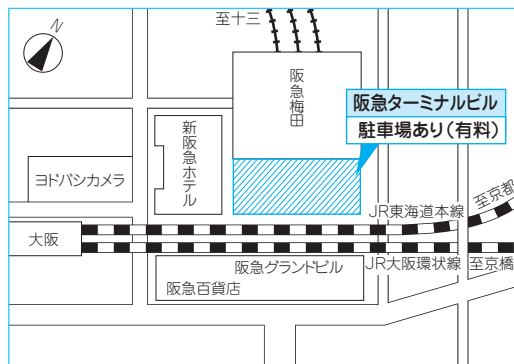 至十三
N
阪急梅田
阪急ターミナルビル
駐車場あり(有料)
新阪急ホテル
ヨドバシカメラ
至京都
JR東海道本線
大阪
阪急グランドビル
JR大阪環状線
至京橋
阪急百貨店